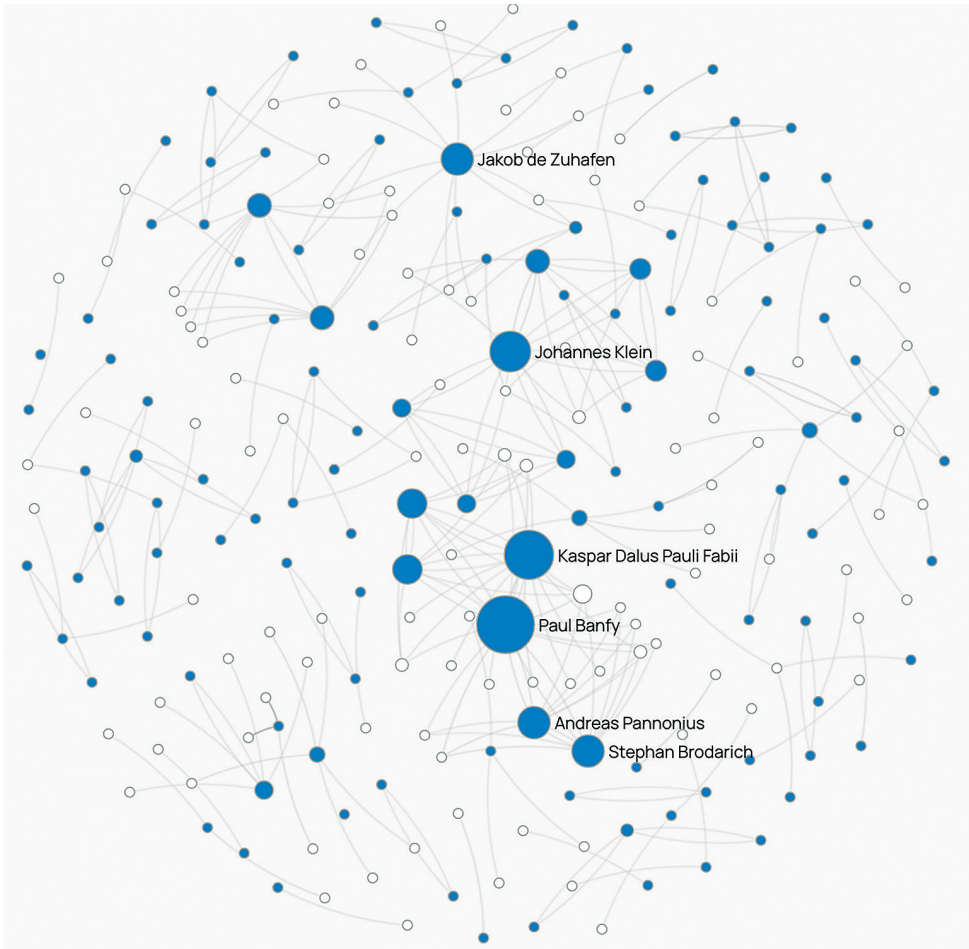 Jakob de Zuhafen
Johannes Klein
Kaspar Dalus Pauli Fabii
Paul Banfy
Andreas Pannonius
Stephan Brodarich